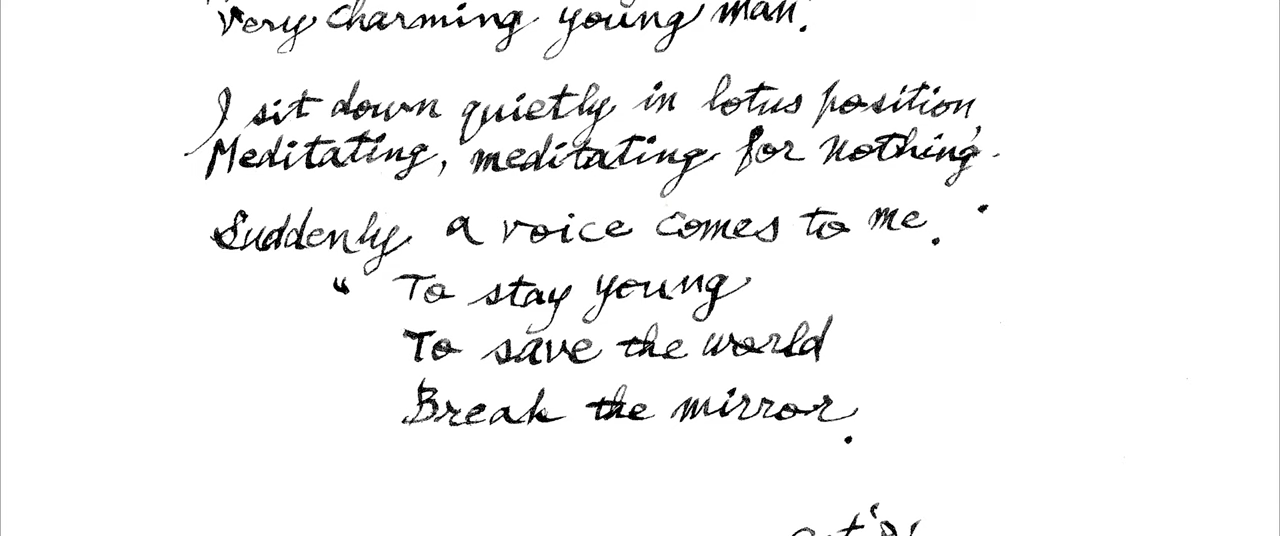 very charming young man.
I sit down quietly in lotus position
Meditating, meditating for nothing.
Suddenly a voice comes to me.
" To stay young
To save the world
Break the mirror.